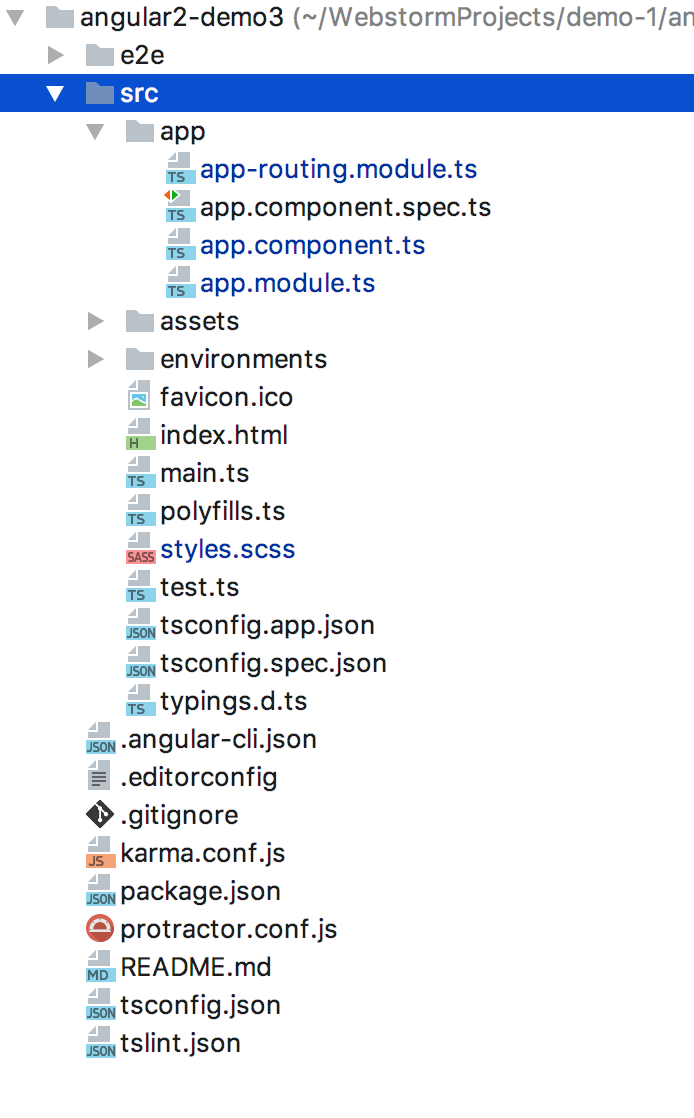 angular2-demo3 (~/WebstormProjects/demo-1/an
e2e
src
app
TS app-routing.module.ts
TS app.component.spec.ts
TS app.component.ts
TS app.module.ts
assets
environments
favicon.ico
H index.html
TS main.ts
TS polyfills.ts
SASS styles.scss
TS test.ts
JSON tsconfig.app.json
JSON tsconfig.spec.json
TS typings.d.ts
JSON .angular-cli.json
.editorconfig
.gitignore
JS karma.conf.js
JSON package.json
protractor.conf.js
MD README.md
JSON tsconfig.json
JSON tslint.json